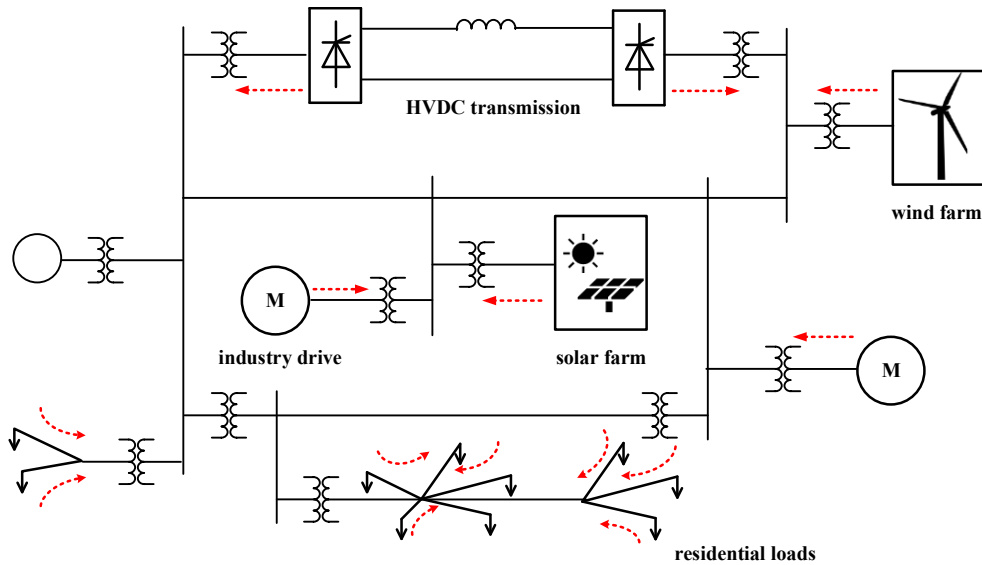 HVDC transmission
wind farm
M
industry drive
solar farm
M
residential loads